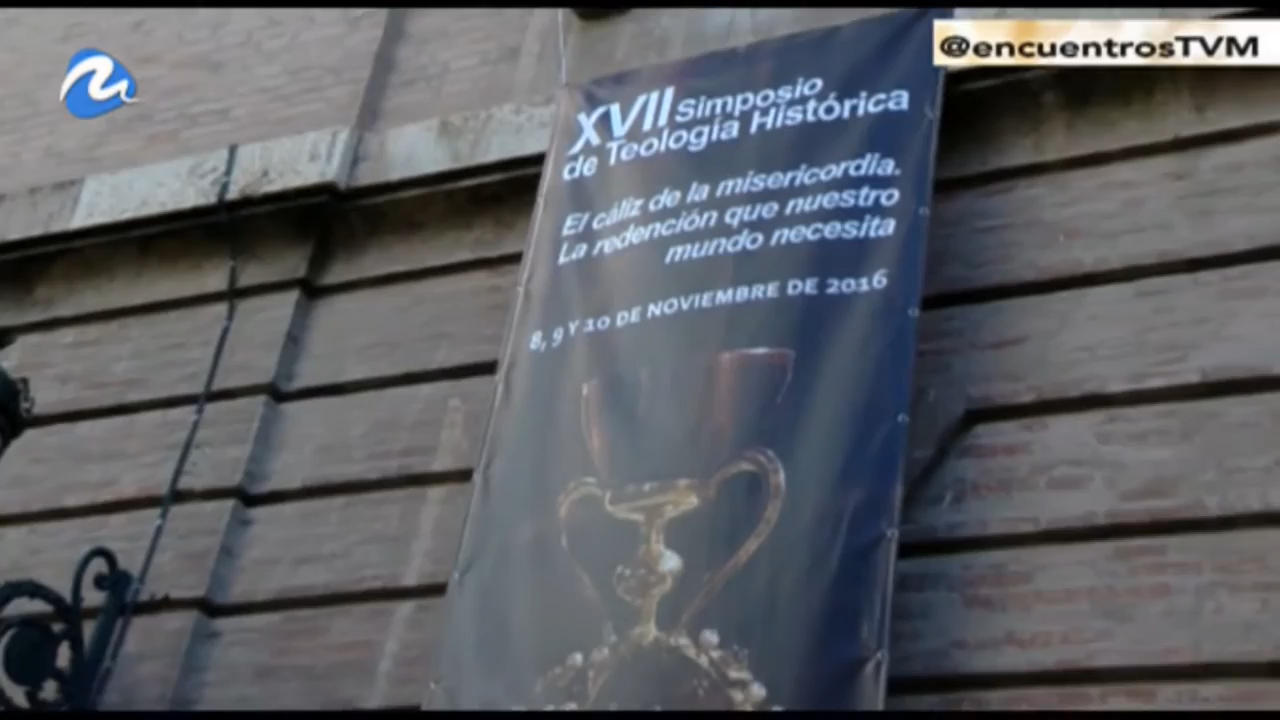 @encuentrosTVM
XVII Simposio
de Teología Histórica
El cáliz de la misericordia.
La redención que nuestro
mundo necesita
8, 9 Y 10 DE NOVIEMBRE DE 2016